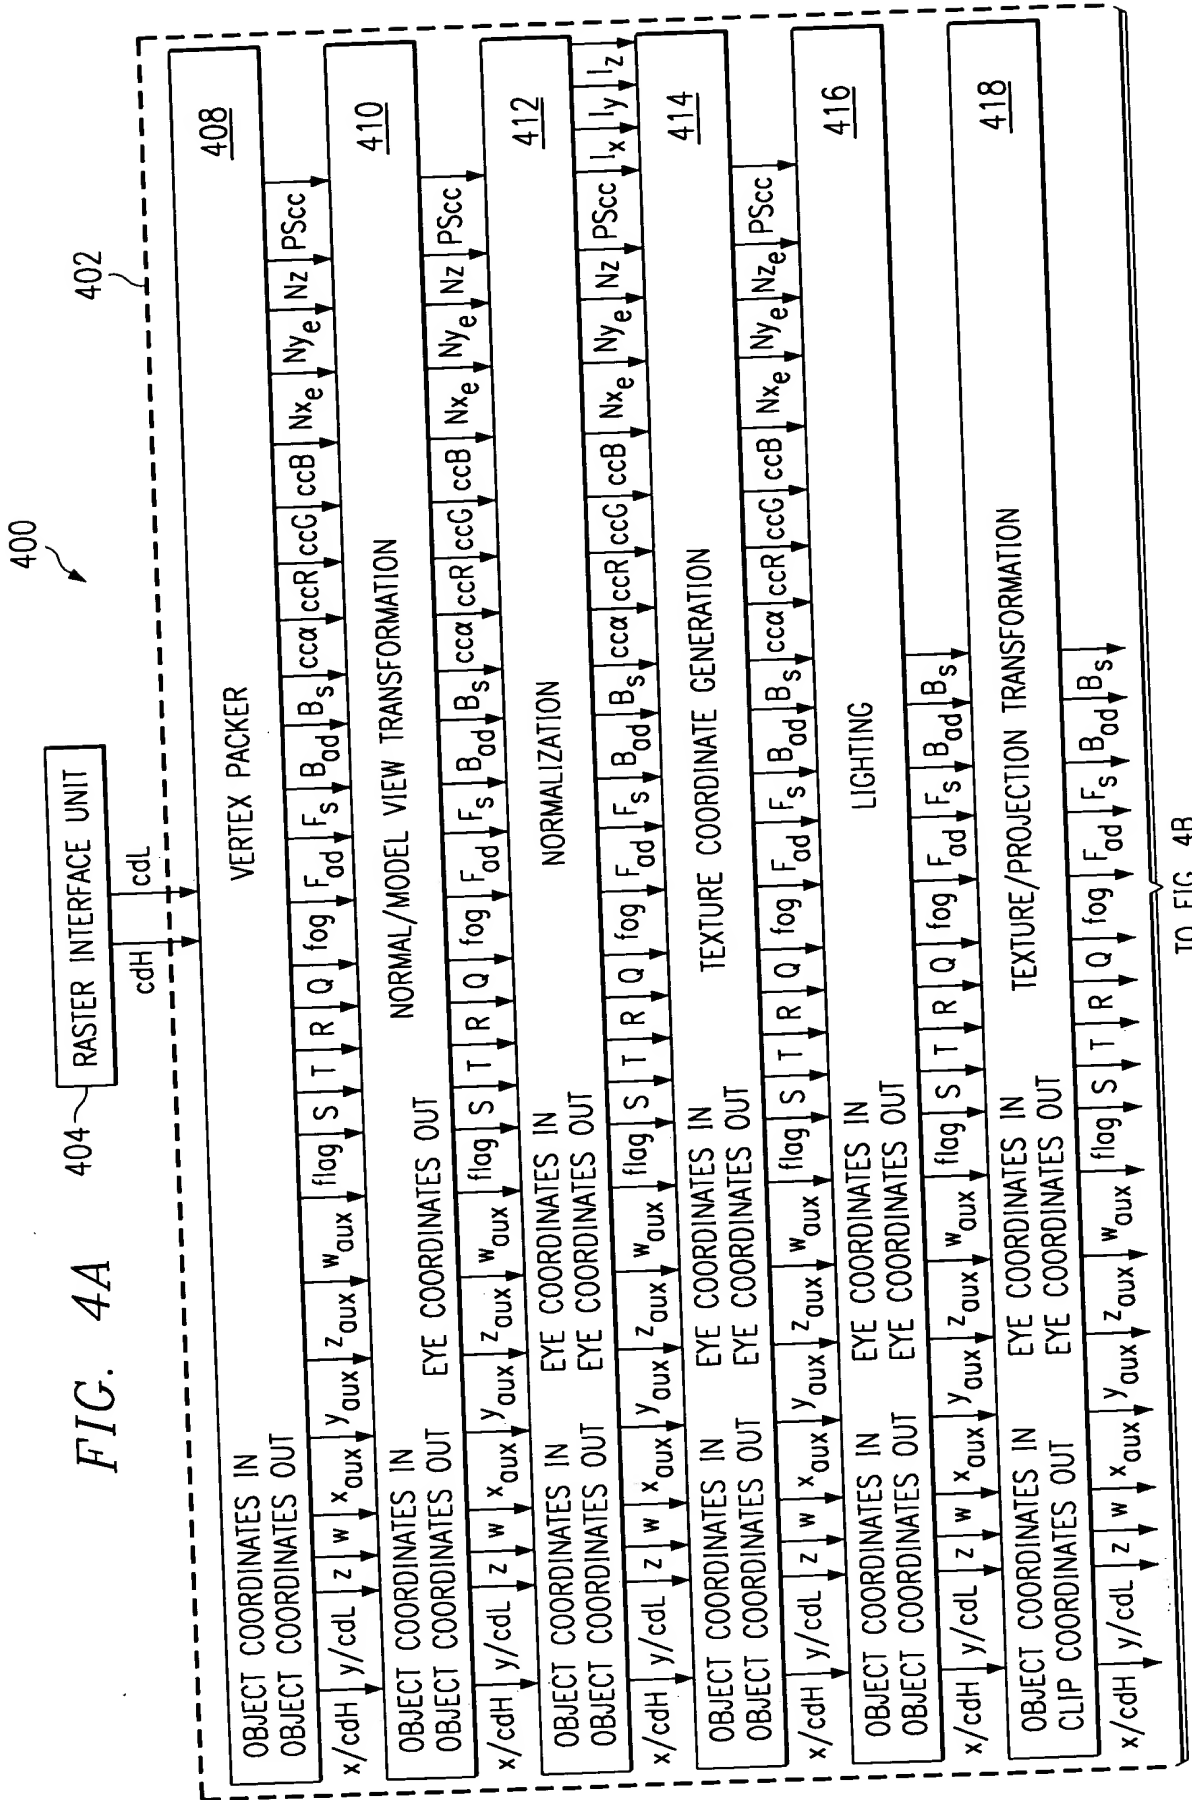 FIG. 4A
400
402
404 RASTER INTERFACE UNIT
cdH cdL
VERTEX PACKER 408
OBJECT COORDINATES IN
OBJECT COORDINATES OUT
x/cdH y/cdL z w x_aux y_aux z_aux w_aux flag S T R Q fog F_ad F_s B_ad B_s ccα ccR ccG ccB Nx_e Ny_e Nz PScc
NORMAL/MODEL VIEW TRANSFORMATION 410
OBJECT COORDINATES IN
OBJECT COORDINATES OUT EYE COORDINATES OUT
x/cdH y/cdL z w x_aux y_aux z_aux w_aux flag S T R Q fog F_ad F_s B_ad B_s ccα ccR ccG ccB Nx_e Ny_e Nz PScc
NORMALIZATION 412
OBJECT COORDINATES IN EYE COORDINATES IN
OBJECT COORDINATES OUT EYE COORDINATES OUT
x/cdH y/cdL z w x_aux y_aux z_aux w_aux flag S T R Q fog F_ad F_s B_ad B_s ccα ccR ccG ccB Nx_e Ny_e Nz PScc l_x l_y l_z
TEXTURE COORDINATE GENERATION 414
OBJECT COORDINATES IN EYE COORDINATES IN
OBJECT COORDINATES OUT EYE COORDINATES OUT
x/cdH y/cdL z w x_aux y_aux z_aux w_aux flag S T R Q fog F_ad F_s B_ad B_s ccα ccR ccG ccB Nx_e Ny_e Nz_e PScc
LIGHTING 416
OBJECT COORDINATES IN EYE COORDINATES IN
OBJECT COORDINATES OUT EYE COORDINATES OUT
x/cdH y/cdL z w x_aux y_aux z_aux w_aux flag S T R Q fog F_ad F_s B_ad B_s
TEXTURE/PROJECTION TRANSFORMATION 418
OBJECT COORDINATES IN EYE COORDINATES IN
CLIP COORDINATES OUT EYE COORDINATES OUT
x/cdH y/cdL z w x_aux y_aux z_aux w_aux flag S T R Q fog F_ad F_s B_ad B_s
TO FIG. 4B